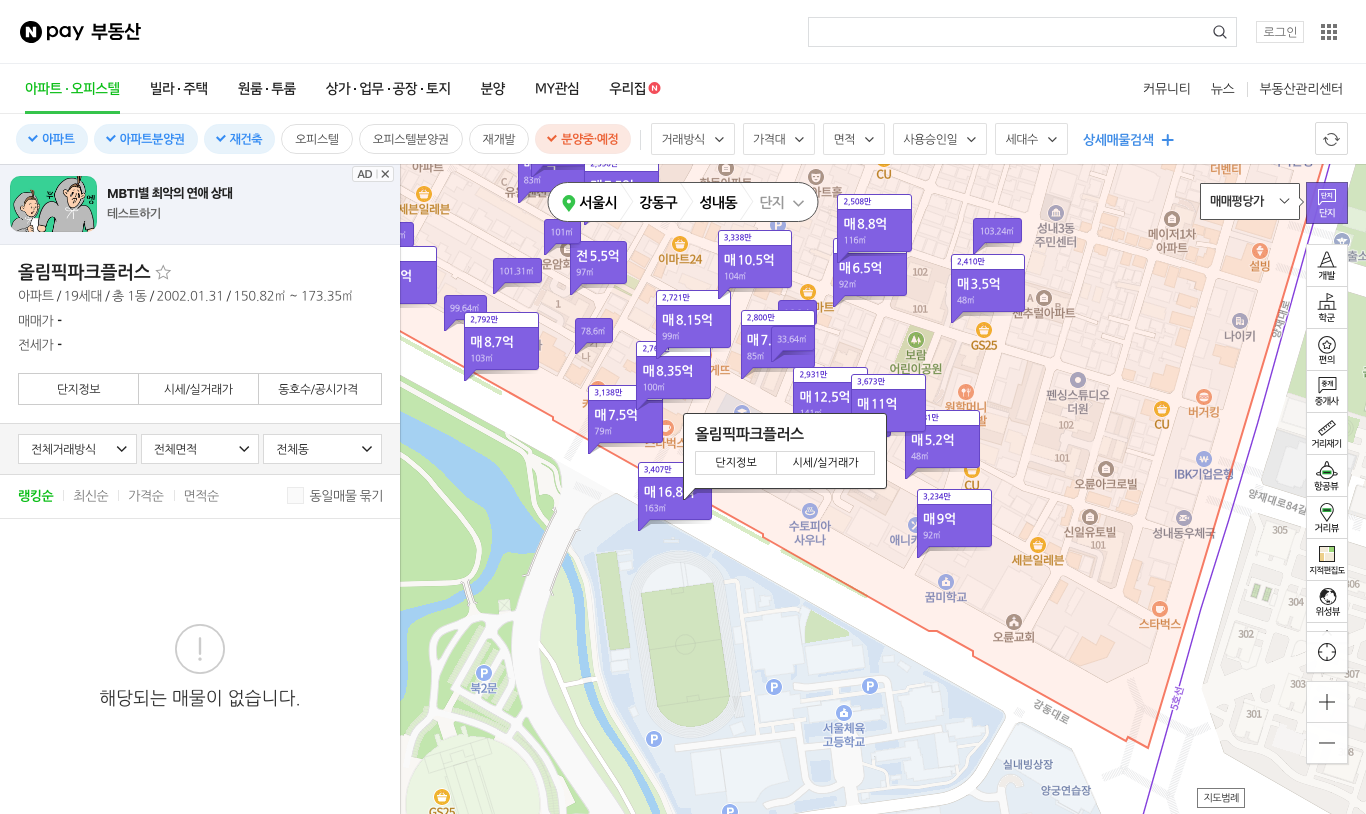 N pay 부동산
로그인
아파트 · 오피스텔
빌라 · 주택
원룸 · 투룸
상가 · 업무 · 공장 · 토지
분양
MY관심
우리집 N
커뮤니티
뉴스
부동산관리센터
아파트
아파트분양권
재건축
오피스텔
오피스텔분양권
재개발
분양중·예정
거래방식
가격대
면적
사용승인일
세대수
상세매물검색
MBTI별 최악의 연애 상대
테스트하기
AD
올림픽파크플러스
아파트 / 19세대 / 총 1동 / 2002.01.31 / 150.82㎡ ~ 173.35㎡
매매가 -
전세가 -
단지정보
시세/실거래가
동호수/공시가격
전체거래방식
전체면적
전체동
랭킹순
최신순
가격순
면적순
동일매물 묶기
해당되는 매물이 없습니다.
서울시
강동구
성내동
단지
매매평당가
단지
개발
학군
편의
중개
중개사
거리재기
항공뷰
거리뷰
지적편집도
위성뷰
지도범례
아파트
83㎡
세븐일레븐
CU
더벤티
2,508만
매8.8억
116㎡
101㎡
전5.5억
97㎡
이마트24
3,338만
매10.5억
104㎡
매6.5억
92㎡
102
101
103.24㎡
성내3동
주민센터
메이저1차
아파트
설빙
2,410만
매3.5억
48㎡
GS25
나이키
억
101.31㎡
99.64㎡
2,792만
매8.7억
103㎡
78.6㎡
2,721만
매8.15억
99㎡
2,800만
매7.
85㎡
33.64㎡
보람
어린이공원
매8.35억
100㎡
3,138만
매7.5억
79㎡
2,931만
매12.5억
3,673만
매11억
원할머니
펜싱스튜디오
더원
102
버거킹
CU
매5.2억
48㎡
CU
올림픽파크플러스
단지정보
시세/실거래가
3,407만
매16.8
163㎡
IBK기업은행
오륜아크로빌
101
양재대로84길
3,234만
매9억
92㎡
수토피아
사우나
신일유토빌
101
성내동우체국
305
세븐일레븐
꿈미학교
오륜교회
스타벅스
304
302
303
301
307
308
북2문
서울체육
고등학교
강동대로
5호선
양재대로
실내빙상장
양궁연습장
GS25